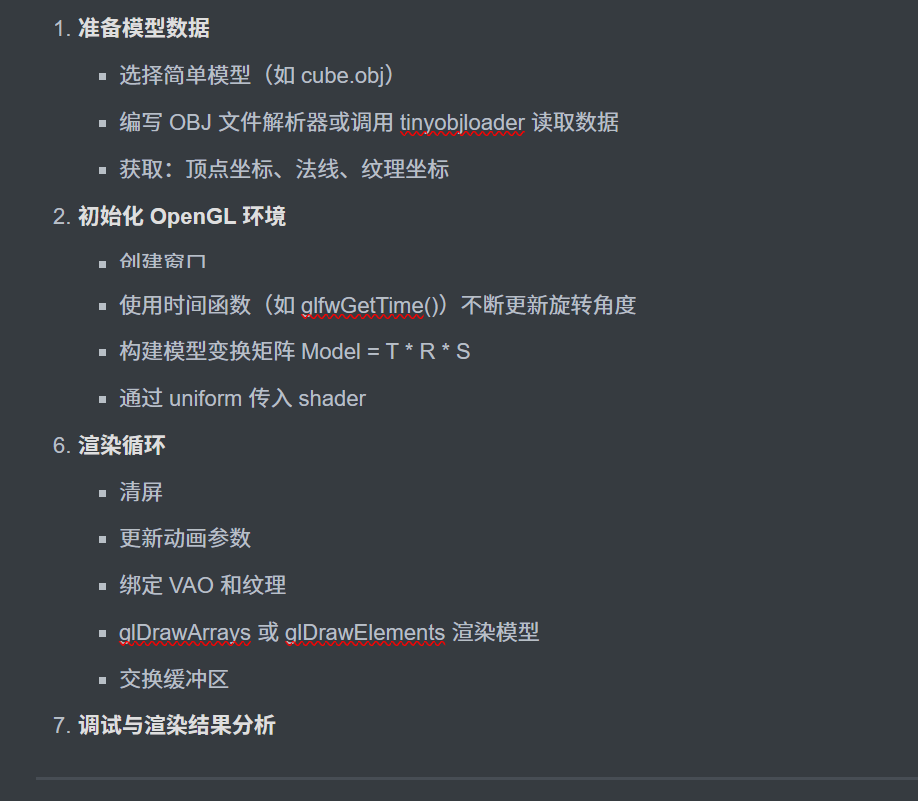 1. 准备模型数据
▪ 选择简单模型（如 cube.obj）
▪ 编写 OBJ 文件解析器或调用 tinyobjloader 读取数据
▪ 获取：顶点坐标、法线、纹理坐标
2. 初始化 OpenGL 环境
▪ 创建窗口
▪ 使用时间函数（如 glfwGetTime()）不断更新旋转角度
▪ 构建模型变换矩阵 Model = T * R * S
▪ 通过 uniform 传入 shader
6. 渲染循环
▪ 清屏
▪ 更新动画参数
▪ 绑定 VAO 和纹理
▪ glDrawArrays 或 glDrawElements 渲染模型
▪ 交换缓冲区
7. 调试与渲染结果分析